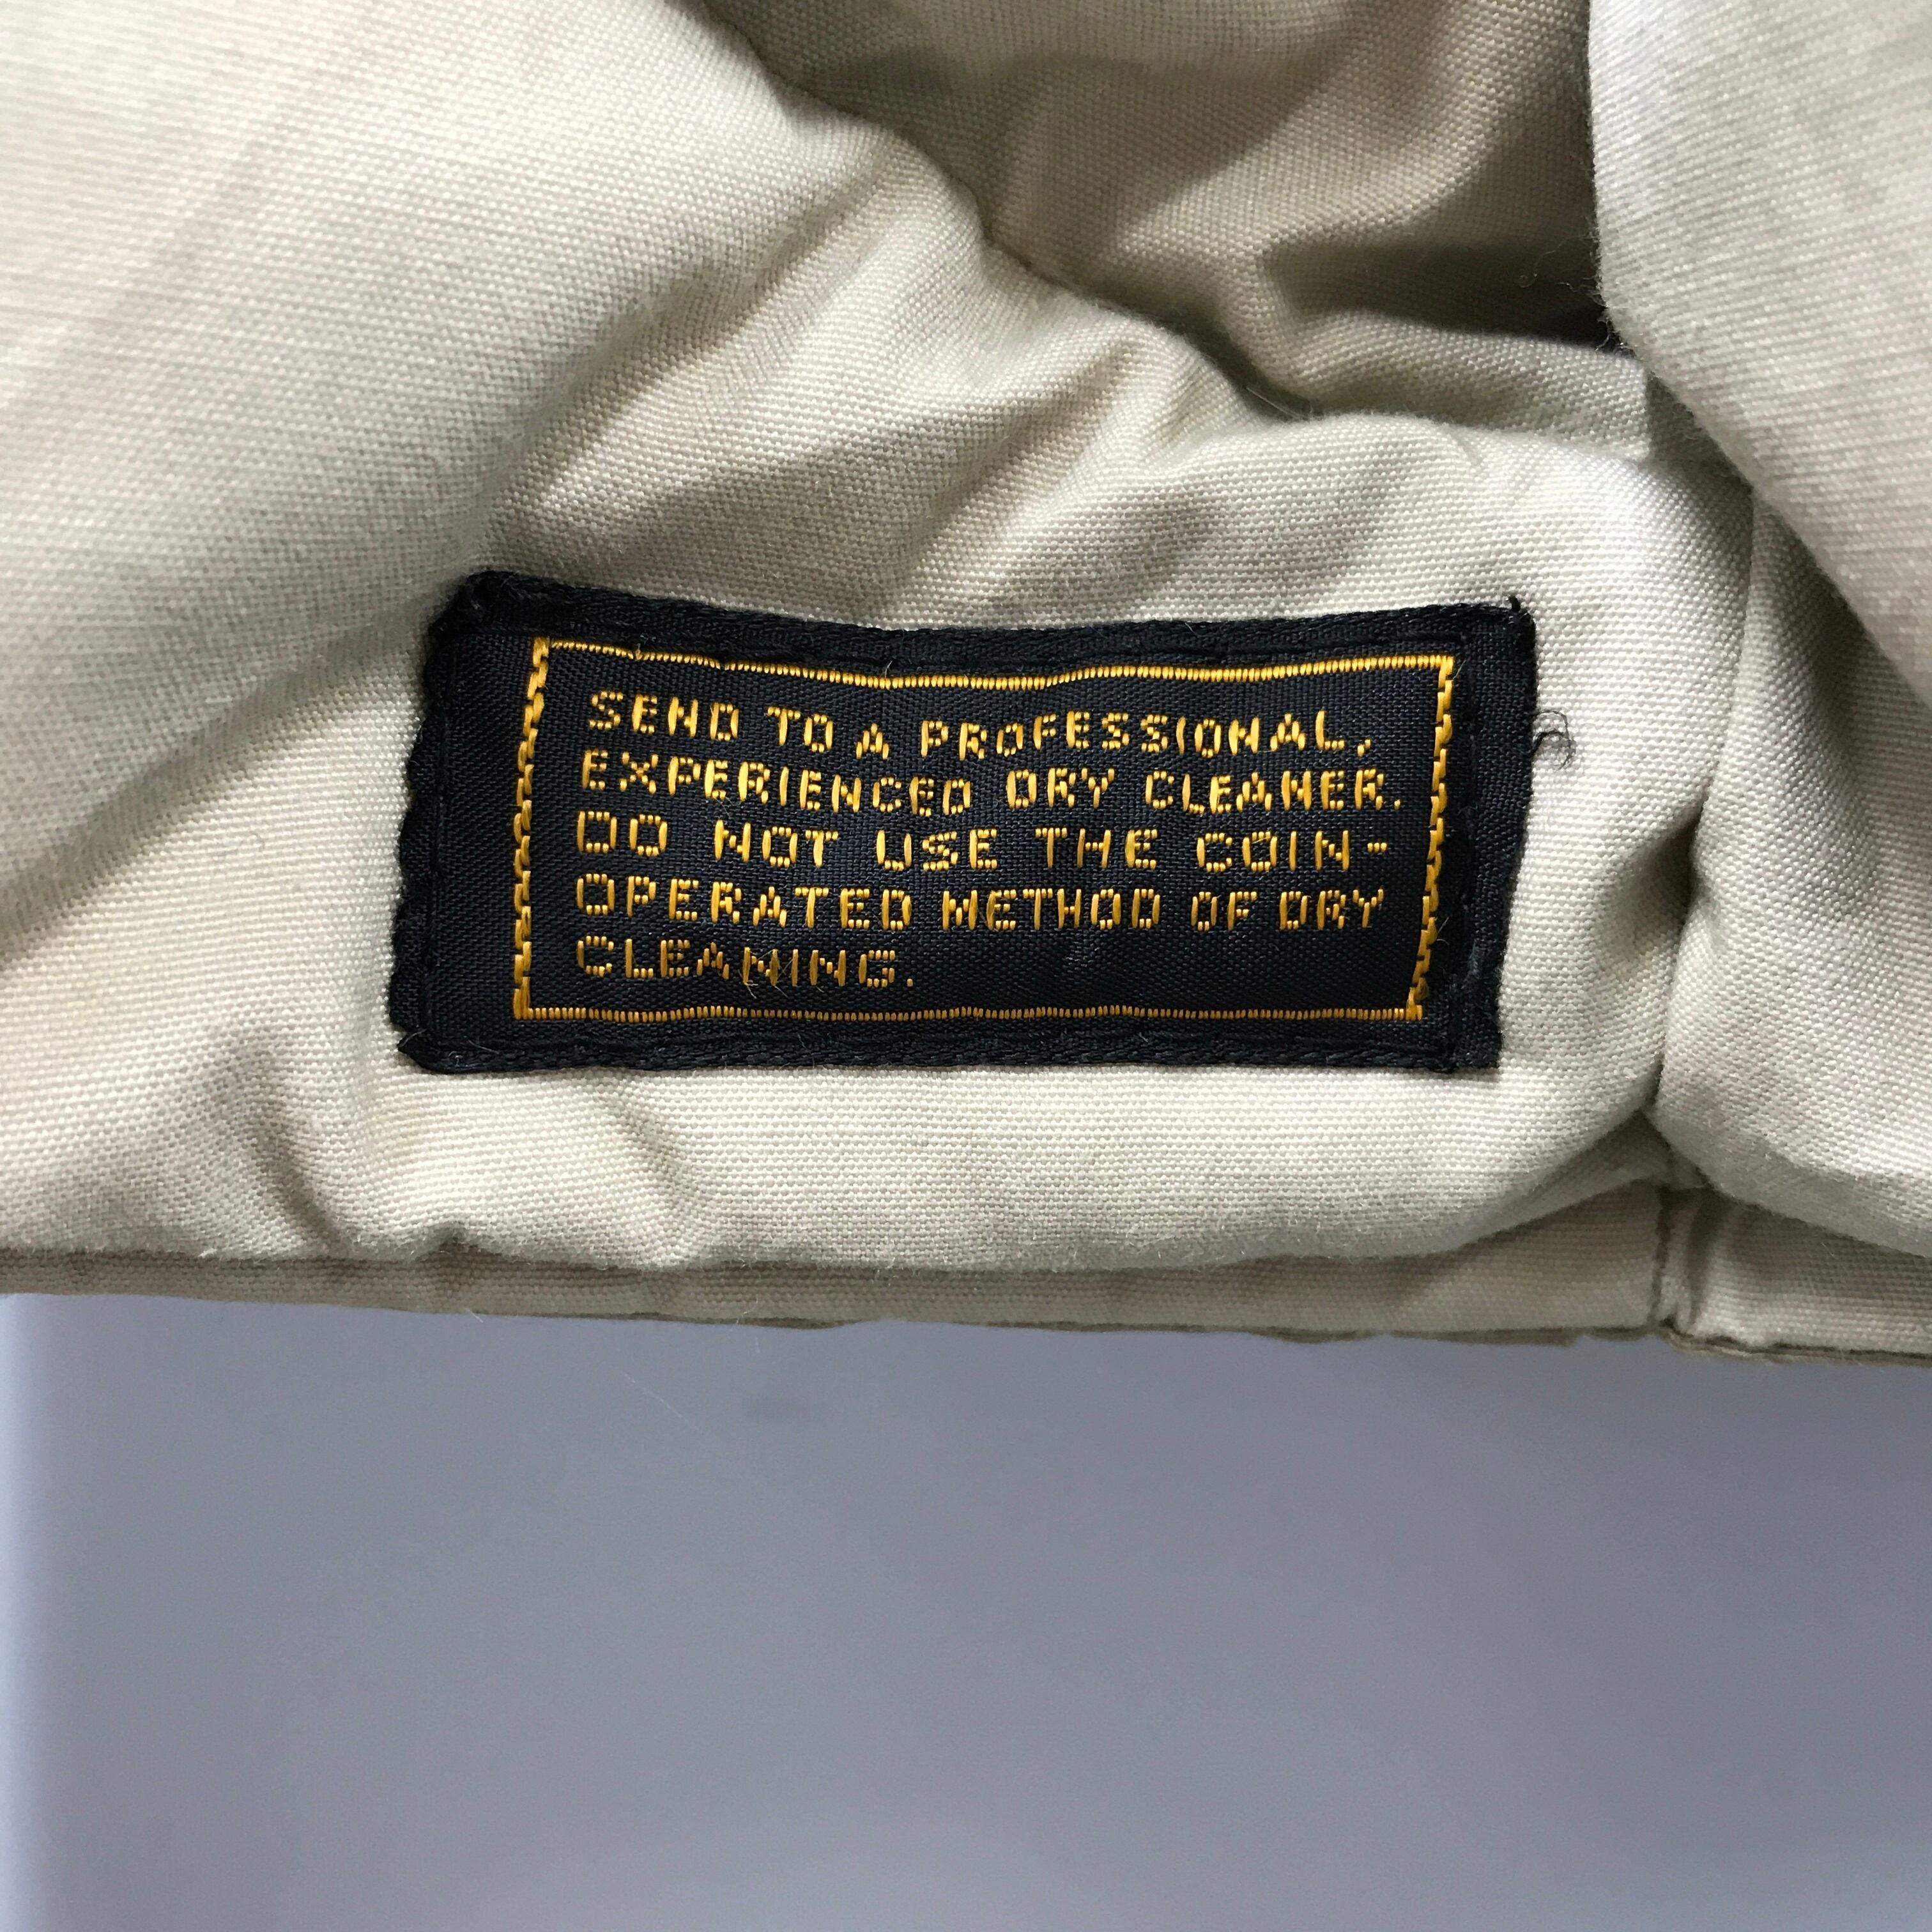 SEND TO A PROFESSIONAL,
EXPERIENCED DRY CLEANER.
DO NOT USE THE COIN-
OPERATED METHOD OF DRY
CLEANING.